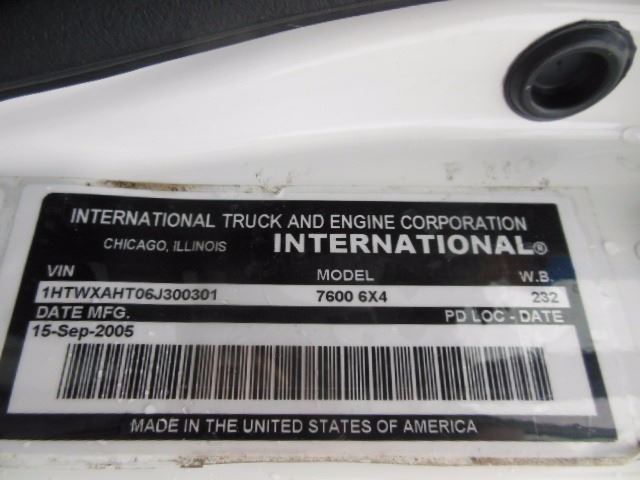 INTERNATIONAL TRUCK AND ENGINE CORPORATION
CHICAGO, ILLINOIS INTERNATIONAL®
VIN MODEL W.B.
1HTWXAHT06J300301 7600 6X4 232
DATE MFG. PD LOC - DATE
15-Sep-2005
MADE IN THE UNITED STATES OF AMERICA